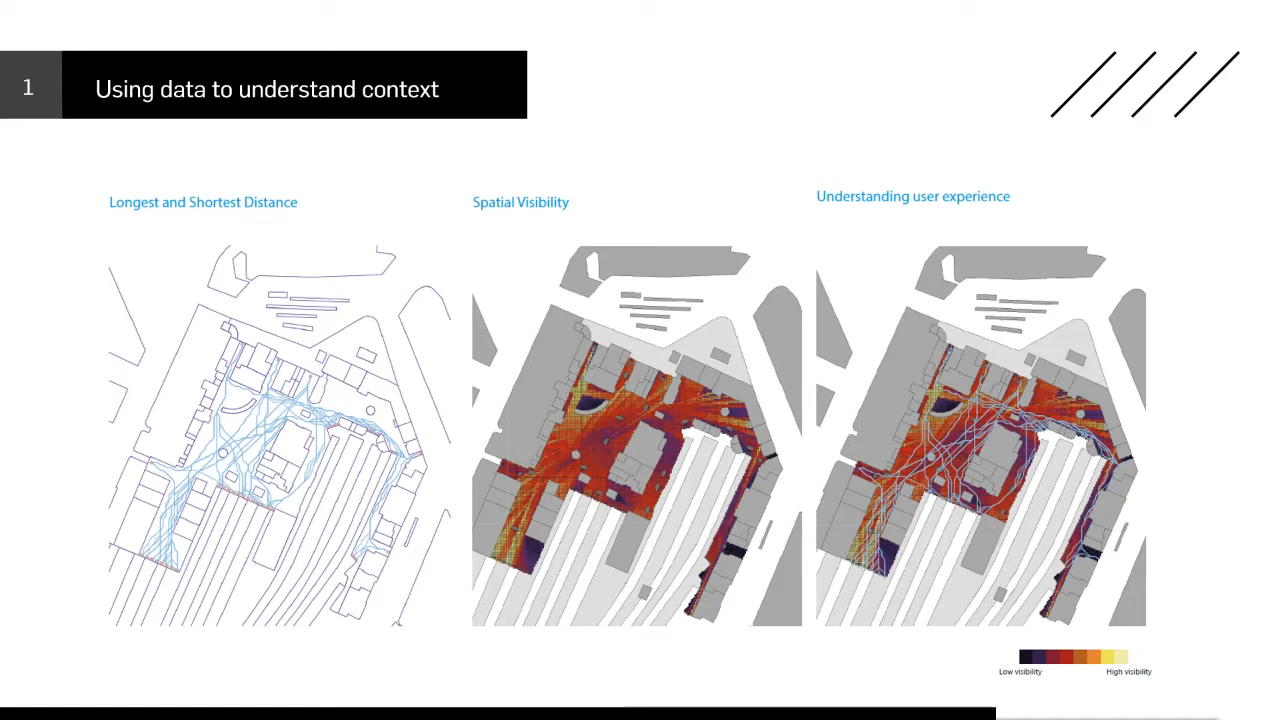 1
Using data to understand context
Longest and Shortest Distance
Spatial Visibility
Understanding user experience
Low visibility
High visibility